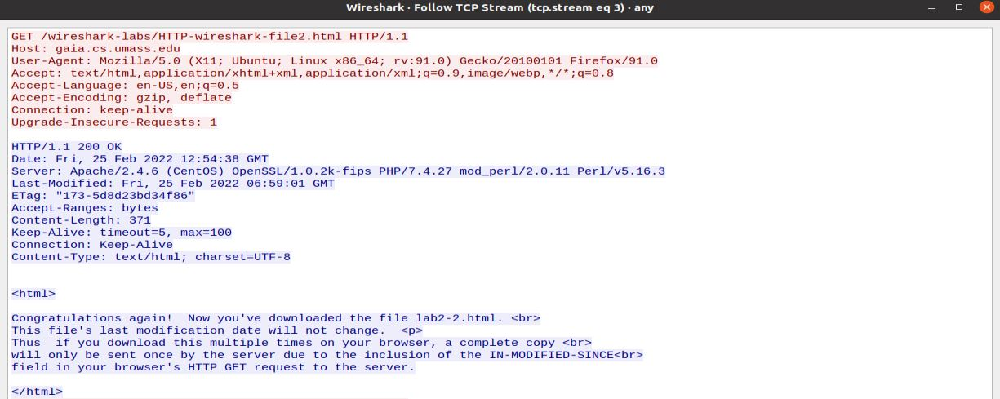 Wireshark · Follow TCP Stream (tcp.stream eq 3) · any
GET /wireshark-labs/HTTP-wireshark-file2.html HTTP/1.1
Host: gaia.cs.umass.edu
User-Agent: Mozilla/5.0 (X11; Ubuntu; Linux x86_64; rv:91.0) Gecko/20100101 Firefox/91.0
Accept: text/html,application/xhtml+xml,application/xml;q=0.9,image/webp,*/*;q=0.8
Accept-Language: en-US,en;q=0.5
Accept-Encoding: gzip, deflate
Connection: keep-alive
Upgrade-Insecure-Requests: 1
HTTP/1.1 200 OK
Date: Fri, 25 Feb 2022 12:54:38 GMT
Server: Apache/2.4.6 (CentOS) OpenSSL/1.0.2k-fips PHP/7.4.27 mod_perl/2.0.11 Perl/v5.16.3
Last-Modified: Fri, 25 Feb 2022 06:59:01 GMT
ETag: "173-5d8d23bd34f86"
Accept-Ranges: bytes
Content-Length: 371
Keep-Alive: timeout=5, max=100
Connection: Keep-Alive
Content-Type: text/html; charset=UTF-8
<html>
Congratulations again!  Now you've downloaded the file lab2-2.html. <br>
This file's last modification date will not change.  <p>
Thus  if you download this multiple times on your browser, a complete copy <br>
will only be sent once by the server due to the inclusion of the IN-MODIFIED-SINCE<br>
field in your browser's HTTP GET request to the server.
</html>